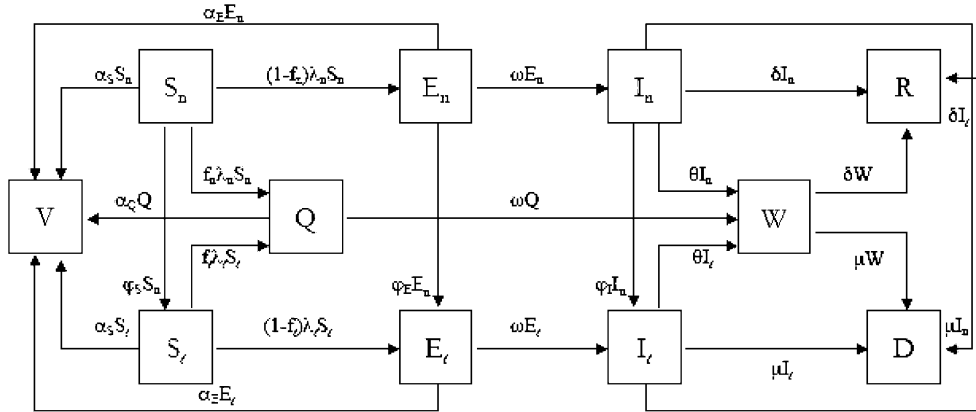 α_E E_n
α_S S_n
S_n
(1-f_n)λ_n S_n
E_n
ωE_n
I_n
δI_n
R
δI_ℓ
f_n λ_n S_n
θI_n
δW
V
α_Q Q
Q
ωQ
W
f_ℓ λ_ℓ S_ℓ
θI_ℓ
μW
φ_S S_n
φ_E E_n
φ_I I_n
α_S S_ℓ
S_ℓ
(1-f_ℓ)λ_ℓ S_ℓ
E_ℓ
ωE_ℓ
I_ℓ
μI_ℓ
D
μI_n
α_E E_ℓ